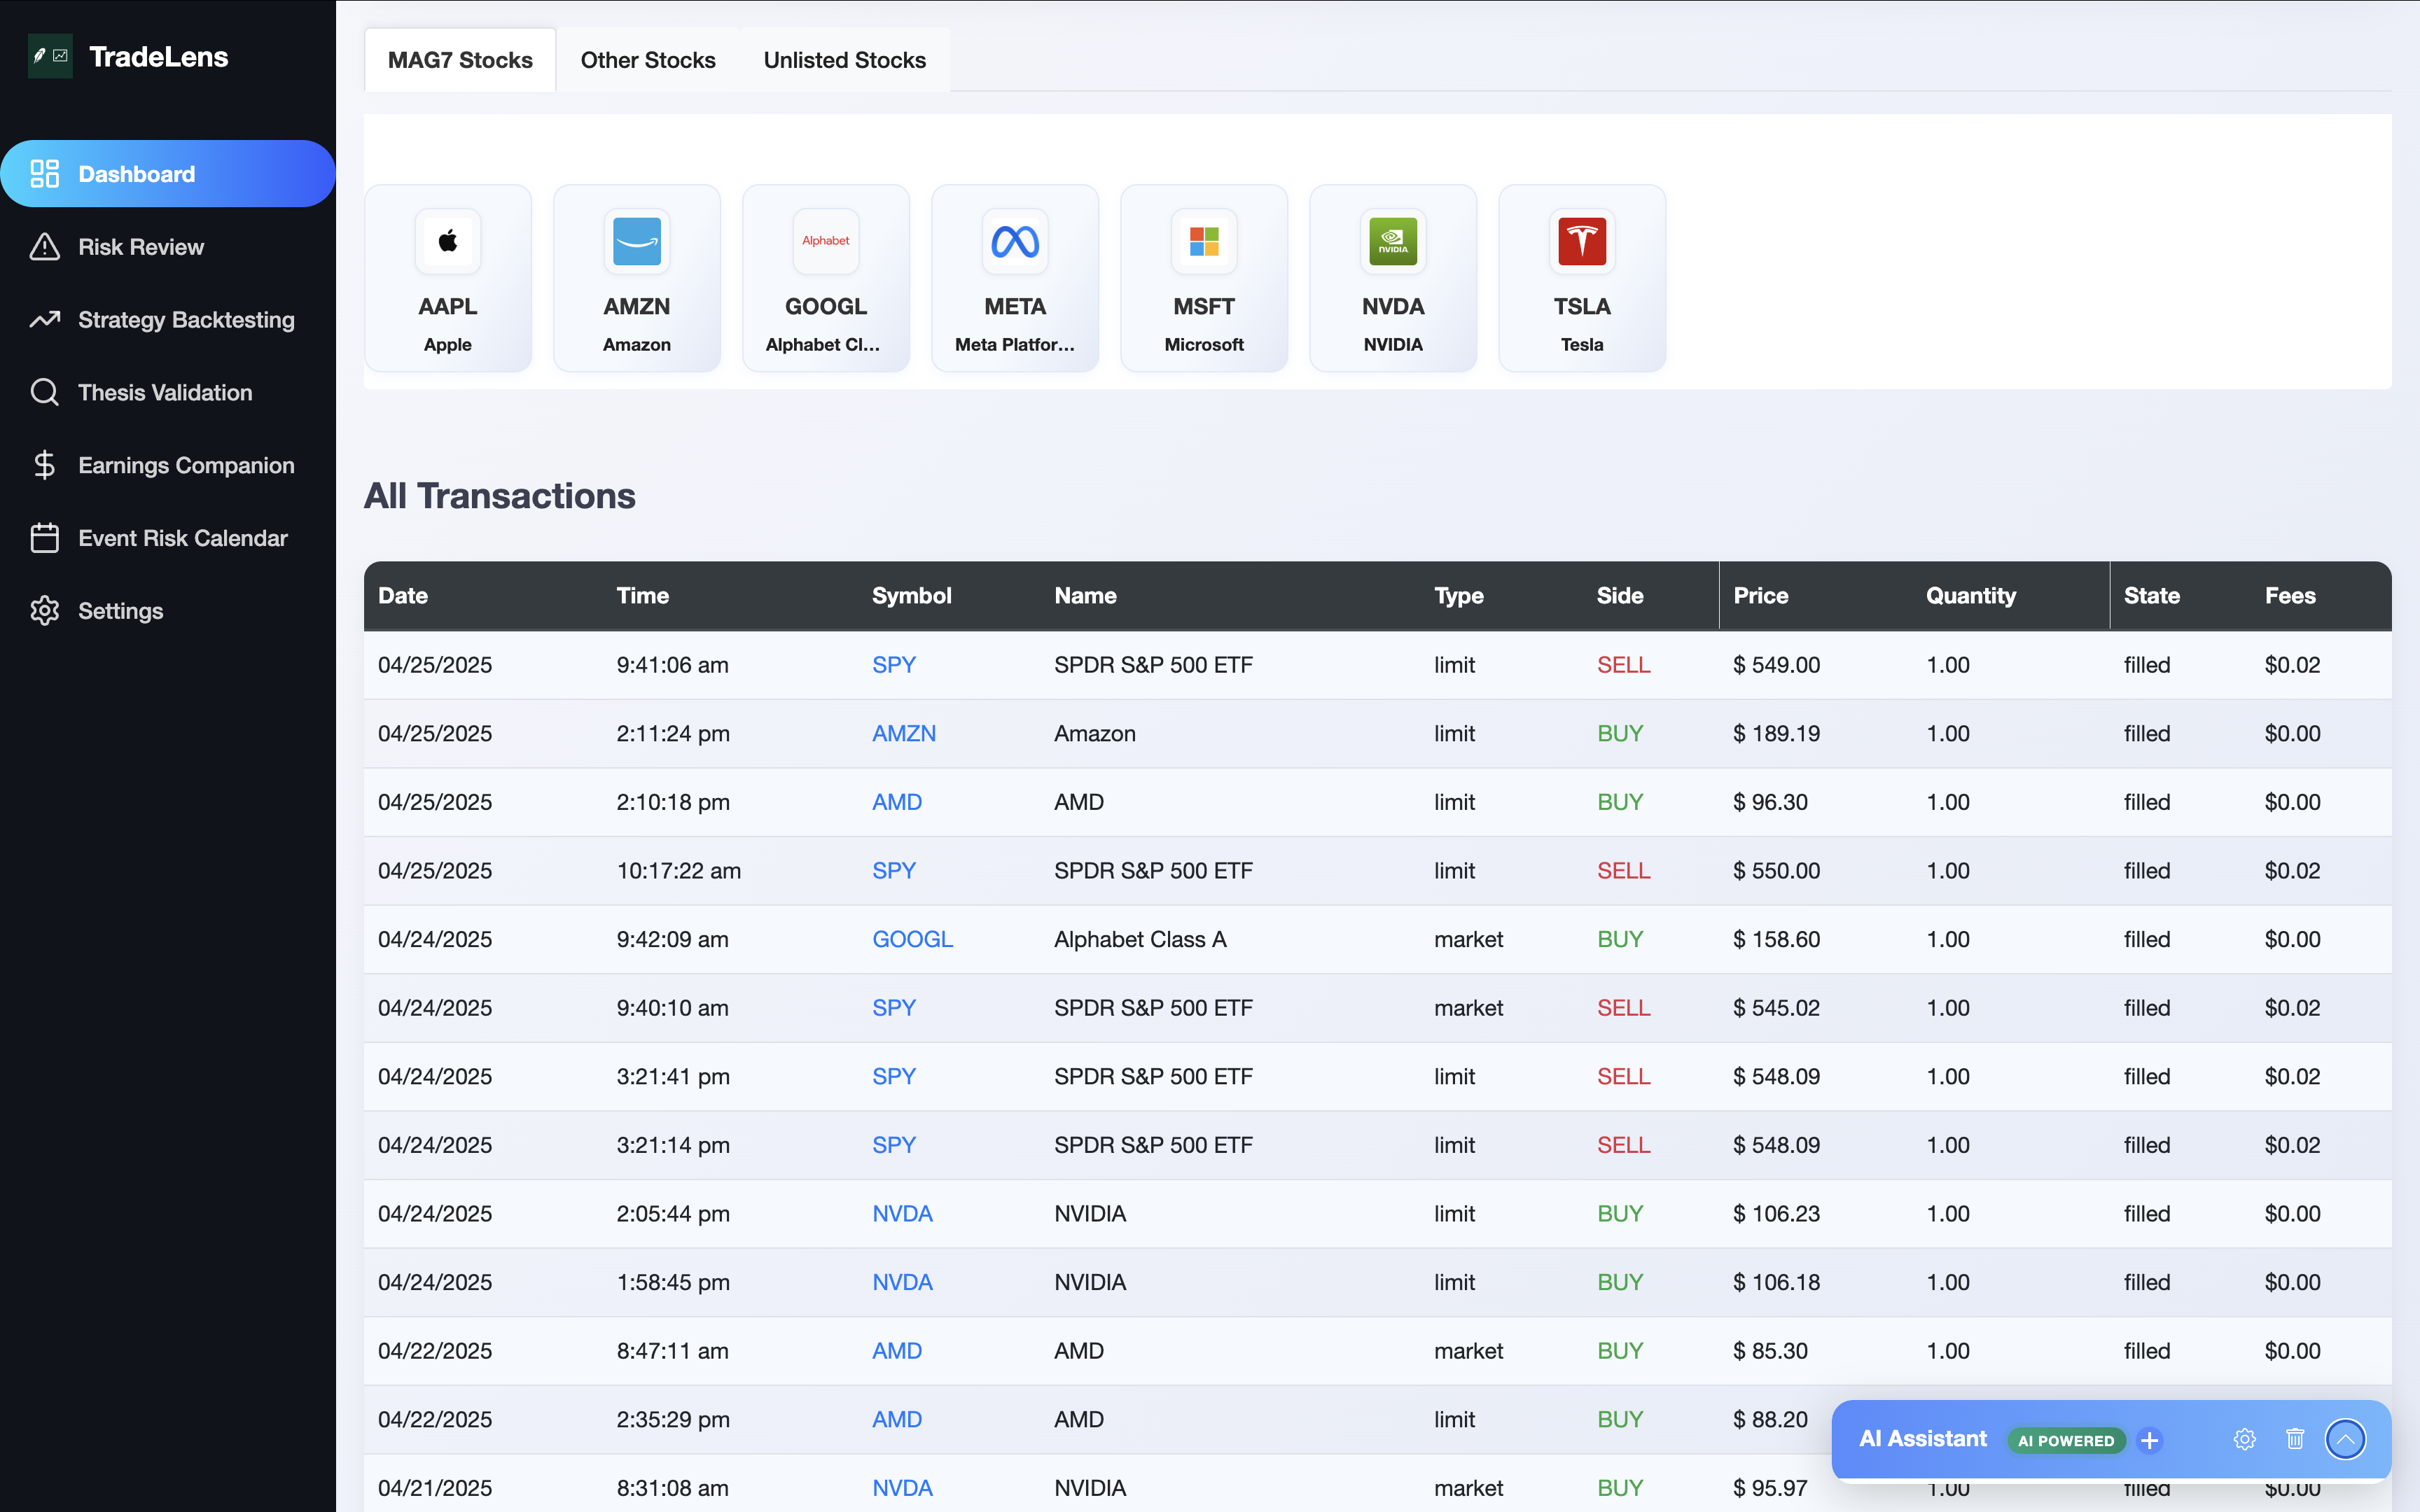 TradeLens
Dashboard
Risk Review
Strategy Backtesting
Thesis Validation
Earnings Companion
Event Risk Calendar
Settings
MAG7 Stocks Other Stocks Unlisted Stocks
AAPL
Apple
AMZN
Amazon
Alphabet
GOOGL
Alphabet Cl...
META
Meta Platfor...
MSFT
Microsoft
NVIDIA
NVDA
NVIDIA
TSLA
Tesla
All Transactions
Date Time Symbol Name Type Side Price Quantity State Fees
04/25/2025 9:41:06 am SPY SPDR S&P 500 ETF limit SELL $ 549.00 1.00 filled $0.02
04/25/2025 2:11:24 pm AMZN Amazon limit BUY $ 189.19 1.00 filled $0.00
04/25/2025 2:10:18 pm AMD AMD limit BUY $ 96.30 1.00 filled $0.00
04/25/2025 10:17:22 am SPY SPDR S&P 500 ETF limit SELL $ 550.00 1.00 filled $0.02
04/24/2025 9:42:09 am GOOGL Alphabet Class A market BUY $ 158.60 1.00 filled $0.00
04/24/2025 9:40:10 am SPY SPDR S&P 500 ETF market SELL $ 545.02 1.00 filled $0.02
04/24/2025 3:21:41 pm SPY SPDR S&P 500 ETF limit SELL $ 548.09 1.00 filled $0.02
04/24/2025 3:21:14 pm SPY SPDR S&P 500 ETF limit SELL $ 548.09 1.00 filled $0.02
04/24/2025 2:05:44 pm NVDA NVIDIA limit BUY $ 106.23 1.00 filled $0.00
04/24/2025 1:58:45 pm NVDA NVIDIA limit BUY $ 106.18 1.00 filled $0.00
04/22/2025 8:47:11 am AMD AMD market BUY $ 85.30 1.00 filled $0.00
04/22/2025 2:35:29 pm AMD AMD limit BUY $ 88.20
AI Assistant AI POWERED
04/21/2025 8:31:08 am NVDA NVIDIA market BUY $ 95.97 1.00 filled $0.00